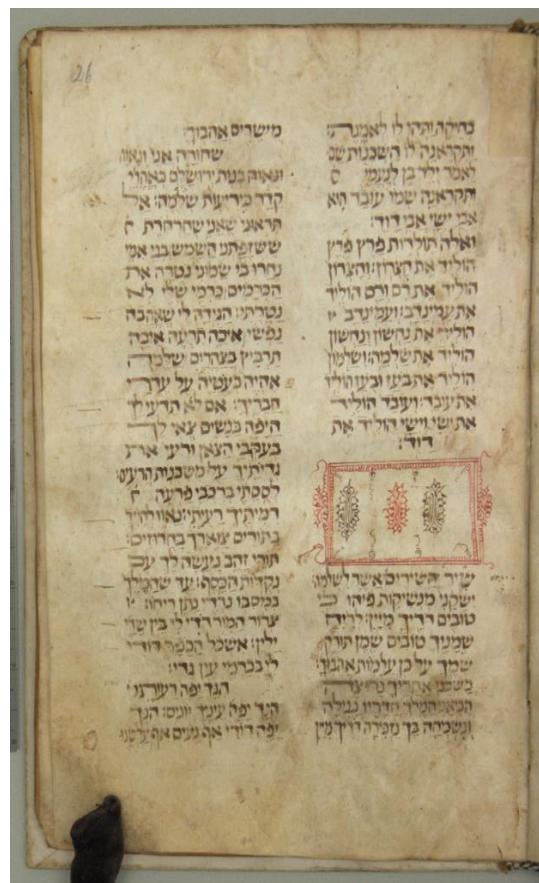 26
בחיקה ותהי לו לאמנת׃
ותקראנה לו השכנות שם
לאמר ילד בן לנעמי
ותקראנה שמו עובד הוא
אבי ישי אבי דוד׃
ואלה תולדות פרץ פרץ
הוליד את חצרון׃ וחצרון
הוליד את רם ורם הוליד
את עמינדב׃ ועמינדב
הוליד את נחשון ונחשון
הוליד את שלמה׃ ושלמון
הוליד את בעז ובעז הוליד
את עובד׃ ועובד הוליד
את ישי וישי הוליד את
דוד׃
שיר השירים אשר לשלמה׃
ישקני מנשיקות פיהו כי
טובים דדיך מיין׃ לריח
שמניך טובים שמן תורק
שמך על כן עלמות אהבוך׃
משכני אחריך נרוצה
הביאני המלך חדריו נגילה
ונשמחה בך נזכירה דדיך מיין
מישרים אהבוך׃
שחורה אני ונאוה
בנות ירושלם כאהלי
קדר כיריעות שלמה׃ אל
תראוני שאני שחרחרת
ששזפתני השמש בני אמי
נחרו בי שמוני נטרה את
הכרמים כרמי שלי לא
נטרתי׃ הגידה לי שאהבה
נפשי איכה תרעה איכה
תרביץ בצהרים שלמה
אהיה כעטיה על עדרי
חבריך׃ אם לא תדעי לך
היפה בנשים צאי לך
בעקבי הצאן ורעי את
גדיתיך על משכנות הרעים׃
לססתי ברכבי פרעה
דמיתיך רעיתי׃ נאוו לחייך
בתורים צוארך בחרוזים׃
תורי זהב נעשה לך עם
נקדות הכסף׃ עד שהמלך
במסבו נרדי נתן ריחו׃
צרור המור דודי לי בין שדי
ילין׃ אשכל הכפר דודי
לי בכרמי עין גדי׃
הנך יפה רעיתי
הנך יפה עיניך יונים׃ הנך
יפה דודי אף נעים אף ערשנו